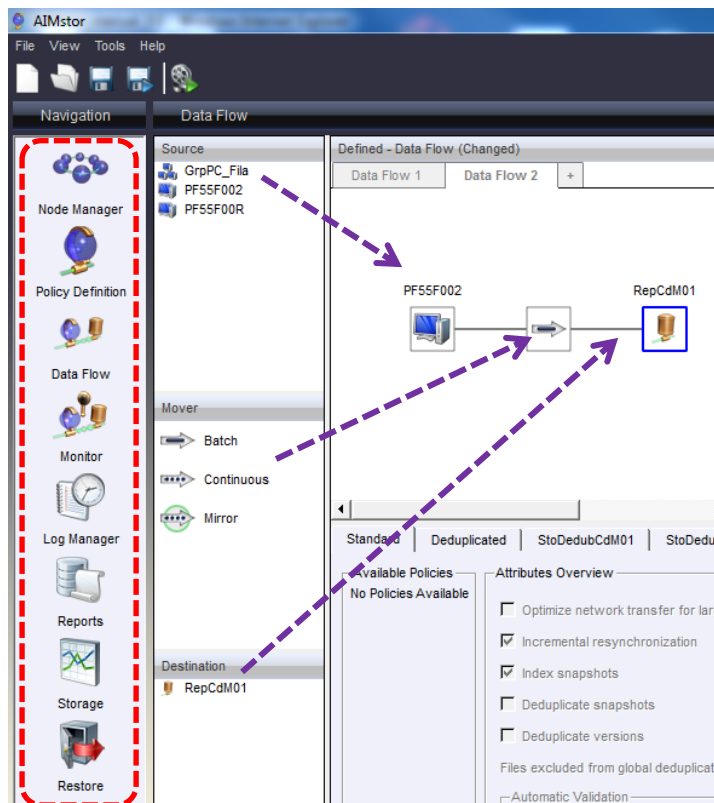 AIMstor
File View Tools Help
Navigation
Data Flow
Node Manager
Policy Definition
Data Flow
Monitor
Log Manager
Reports
Storage
Restore
Source
GrpPC_Fila
PF55F002
PF55F00R
Mover
Batch
Continuous
Mirror
Destination
RepCdM01
Defined - Data Flow (Changed)
Data Flow 1 Data Flow 2 +
PF55F002 RepCdM01
Standard Deduplicated StoDedubCdM01 StoDedu
Available Policies
No Policies Available
Attributes Overview
Optimize network transfer for lar
Incremental resynchronization
Index snapshots
Deduplicate snapshots
Deduplicate versions
Files excluded from global deduplicat
Automatic Validation